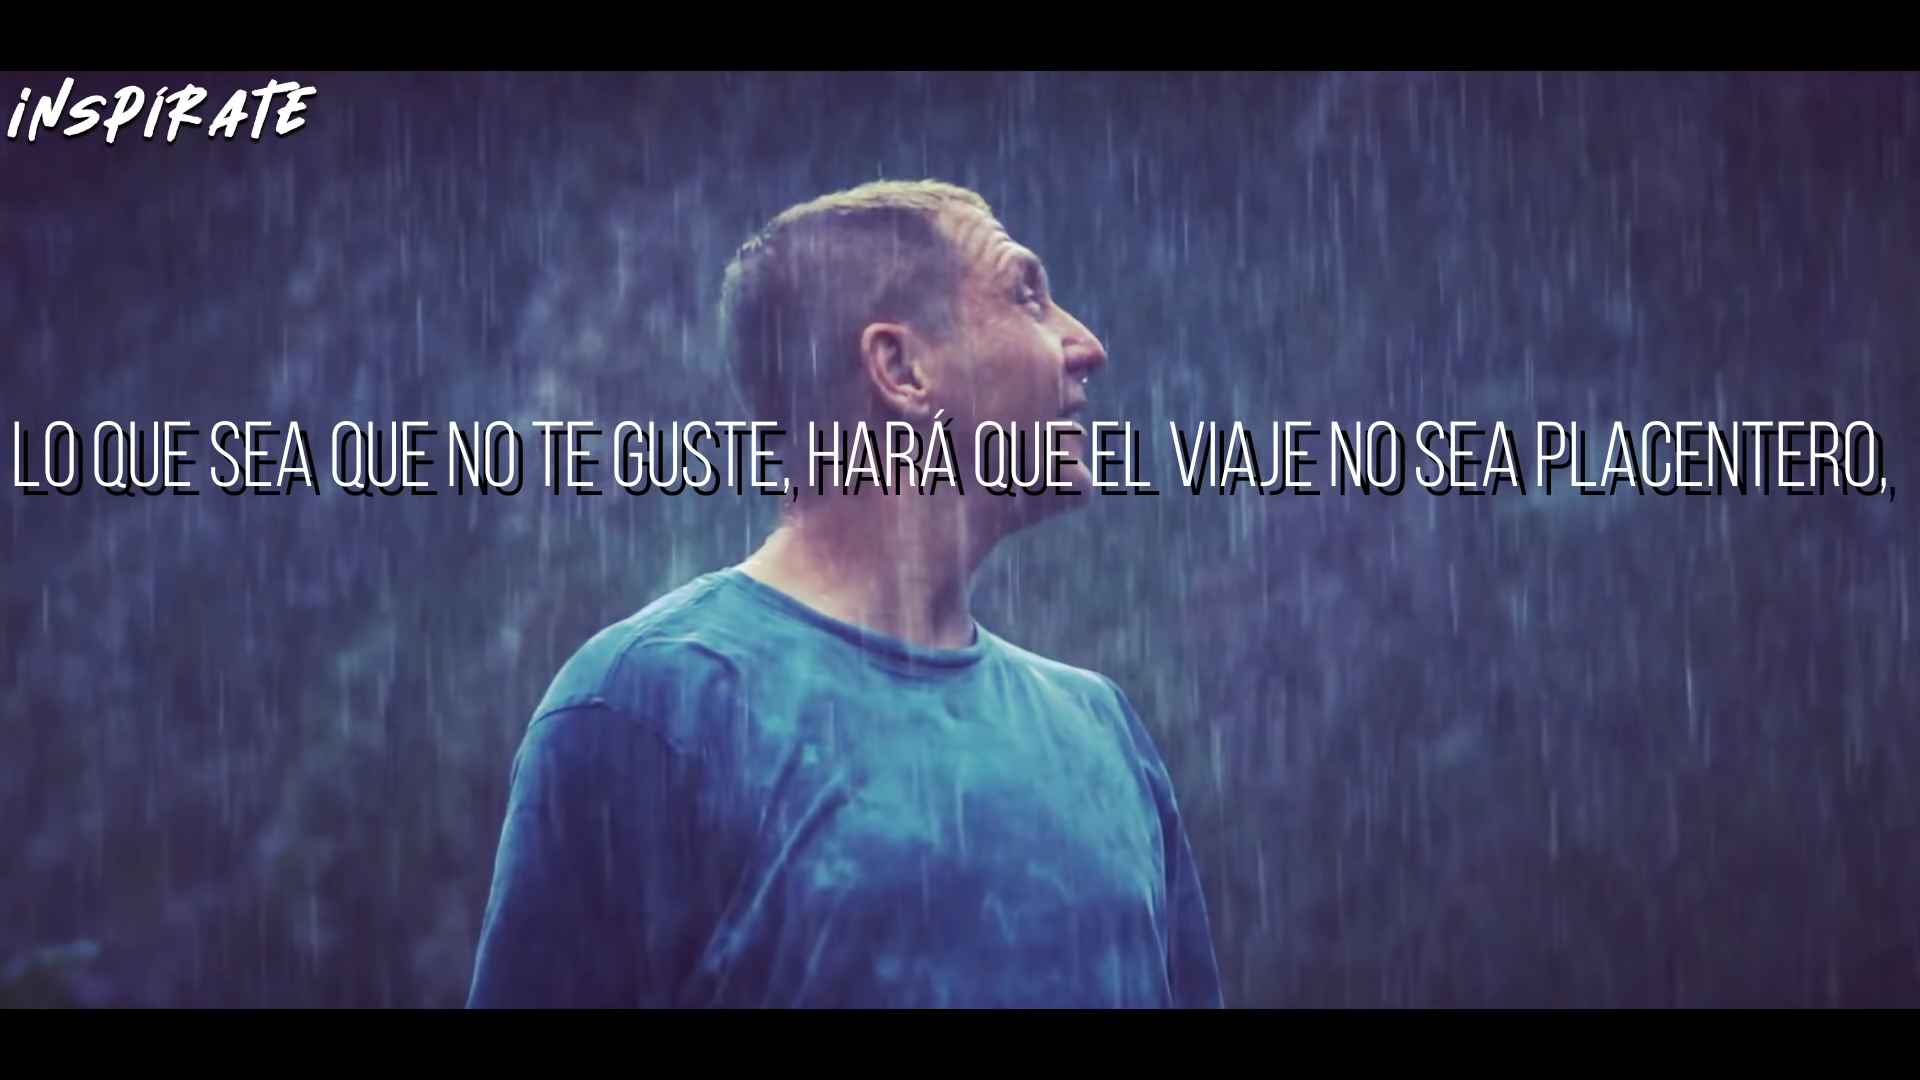 INSPÍRATE
LO QUE SEA QUE NO TE GUSTE, HARÁ QUE EL VIAJE NO SEA PLACENTERO,